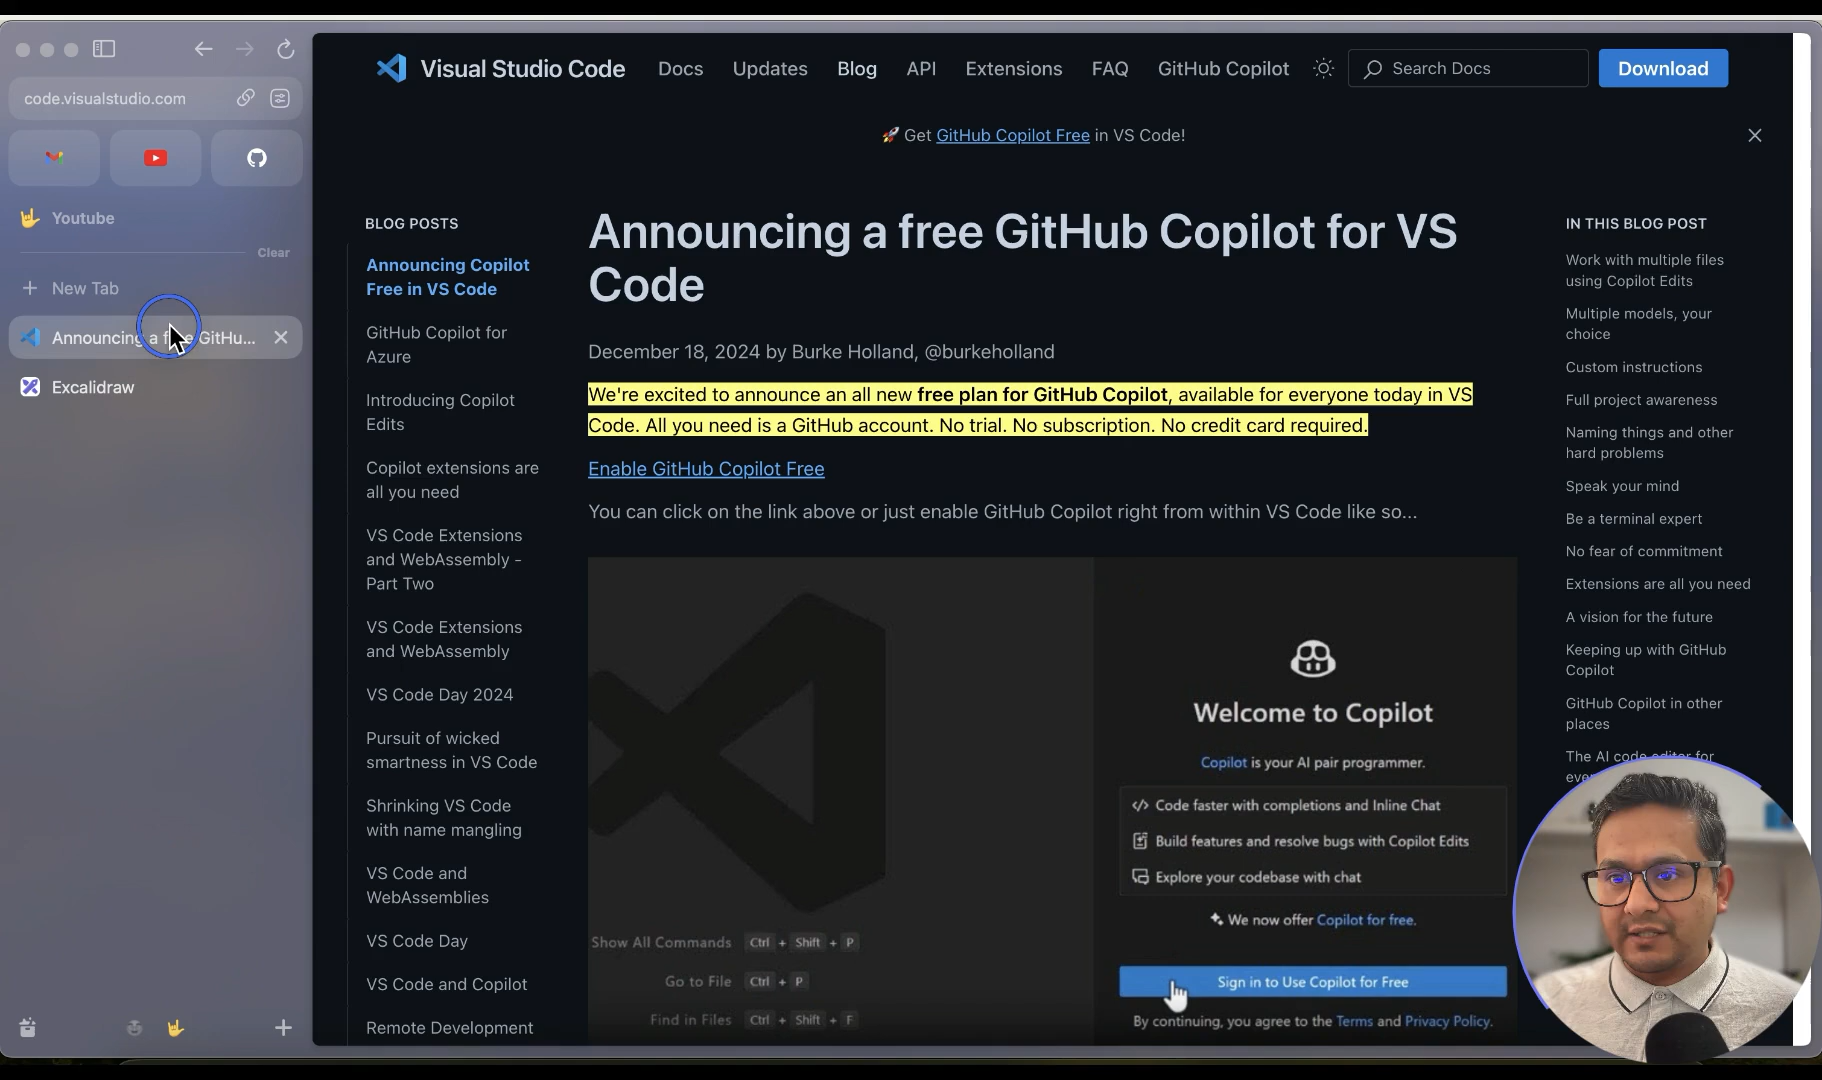 Visual Studio Code
Docs
Updates
Blog
API
Extensions
FAQ
GitHub Copilot
Search Docs
Download
code.visualstudio.com
Youtube
Clear
New Tab
Announcing a GitHu...
Excalidraw
🚀 Get GitHub Copilot Free in VS Code!
BLOG POSTS
Announcing Copilot
Free in VS Code
GitHub Copilot for
Azure
Introducing Copilot
Edits
Copilot extensions are
all you need
VS Code Extensions
and WebAssembly -
Part Two
VS Code Extensions
and WebAssembly
VS Code Day 2024
Pursuit of wicked
smartness in VS Code
Shrinking VS Code
with name mangling
VS Code and
WebAssemblies
VS Code Day
VS Code and Copilot
Remote Development
Announcing a free GitHub Copilot for VS
Code
December 18, 2024 by Burke Holland, @burkeholland
We're excited to announce an all new free plan for GitHub Copilot, available for everyone today in VS
Code. All you need is a GitHub account. No trial. No subscription. No credit card required.
Enable GitHub Copilot Free
You can click on the link above or just enable GitHub Copilot right from within VS Code like so...
Show All Commands Ctrl + Shift + P
Go to File Ctrl + P
Find in Files Ctrl + Shift + F
Welcome to Copilot
Copilot is your AI pair programmer.
Code faster with completions and Inline Chat
Build features and resolve bugs with Copilot Edits
Explore your codebase with chat
We now offer Copilot for free.
Sign in to Use Copilot for Free
By continuing, you agree to the Terms and Privacy Policy.
IN THIS BLOG POST
Work with multiple files
using Copilot Edits
Multiple models, your
choice
Custom instructions
Full project awareness
Naming things and other
hard problems
Speak your mind
Be a terminal expert
No fear of commitment
Extensions are all you need
A vision for the future
Keeping up with GitHub
Copilot
GitHub Copilot in other
places
The AI code editor for